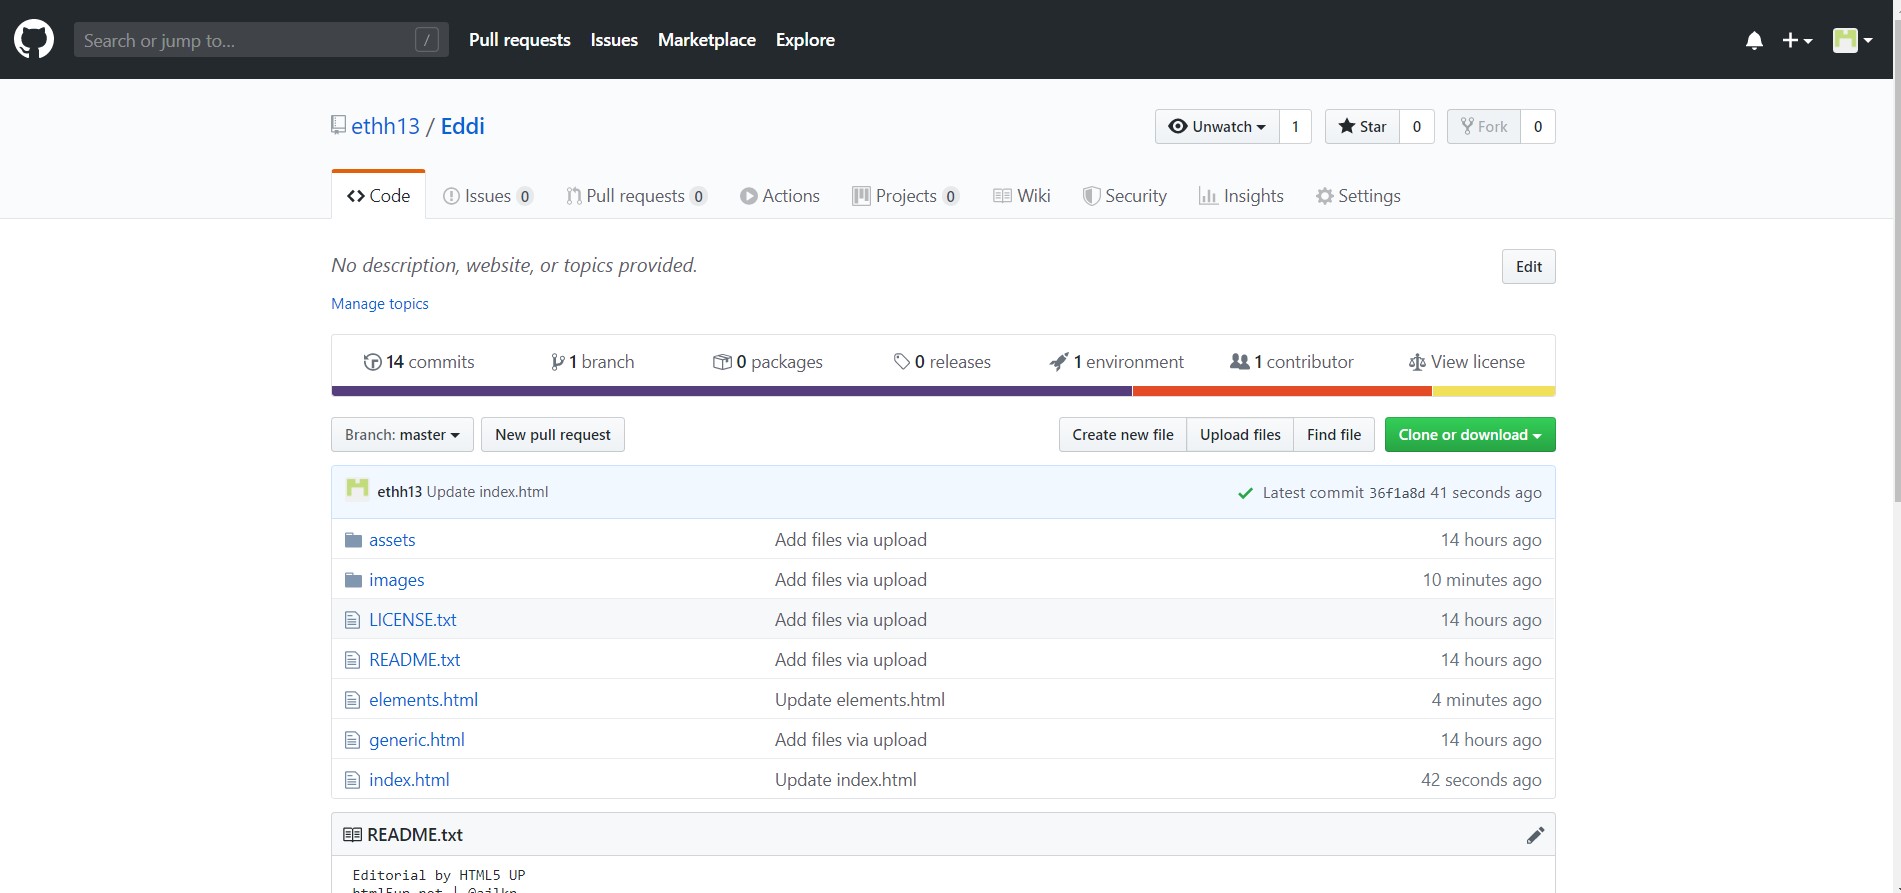 Search or jump to... /
Pull requests Issues Marketplace Explore
ethh13 / Eddi
Unwatch 1 Star 0 Fork 0
Code Issues 0 Pull requests 0 Actions Projects 0 Wiki Security Insights Settings
No description, website, or topics provided.
Edit
Manage topics
14 commits 1 branch 0 packages 0 releases 1 environment 1 contributor View license
Branch: master New pull request Create new file Upload files Find file Clone or download
ethh13 Update index.html Latest commit 36f1a8d 41 seconds ago
assets Add files via upload 14 hours ago
images Add files via upload 10 minutes ago
LICENSE.txt Add files via upload 14 hours ago
README.txt Add files via upload 14 hours ago
elements.html Update elements.html 4 minutes ago
generic.html Add files via upload 14 hours ago
index.html Update index.html 42 seconds ago
README.txt
Editorial by HTML5 UP
html5up.net | @ajlkn